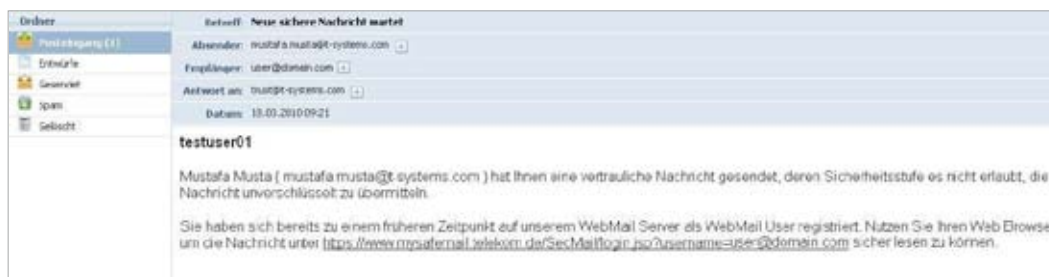 Ordner
Betreff: Neue sichere Nachricht wartet
Posteingang (1)
Absender: mustafa.musta@t-systems.com
Entwürfe
Empfänger: user@domain.com
Gesendet
Antwort an: trust@t-systems.com
Spam
Datum: 18.03.2010 09:21
Gelöscht
testuser01
Mustafa Musta ( mustafa.musta@t-systems.com ) hat Ihnen eine vertrauliche Nachricht gesendet, deren Sicherheitsstufe es nicht erlaubt, die
Nachricht unverschlüsselt zu übermitteln.
Sie haben sich bereits zu einem früheren Zeitpunkt auf unserem WebMail Server als WebMail User registriert. Nutzen Sie Ihren Web Browse
um die Nachricht unter https://www.mysafemail.telekom.de/SecMail/login.jsp?username=user@domain.com sicher lesen zu können.